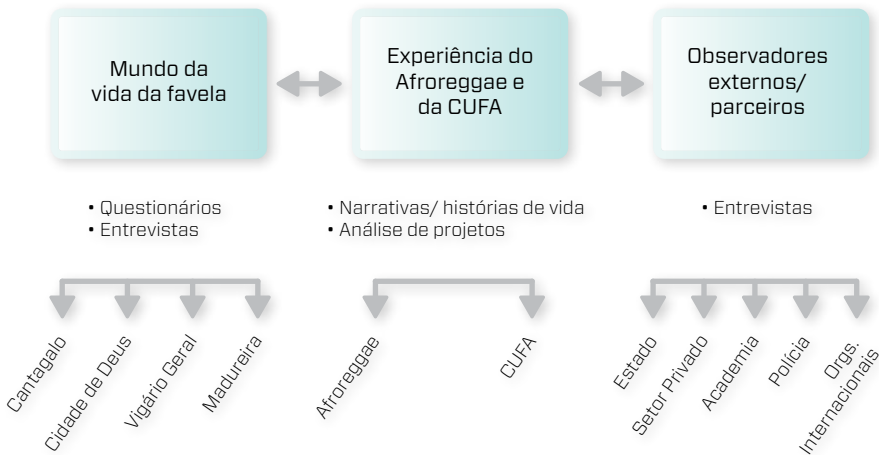 Mundo da
vida da favela
Experiência do
Afroreggae e
da CUFA
Observadores
externos/
parceiros
• Questionários
• Entrevistas
• Narrativas/ histórias de vida
• Análise de projetos
• Entrevistas
Cantagalo
Cidade de Deus
Vigário Geral
Madureira
Afroreggae
CUFA
Estado
Setor Privado
Academia
Polícia
Orgs.
Internacionais